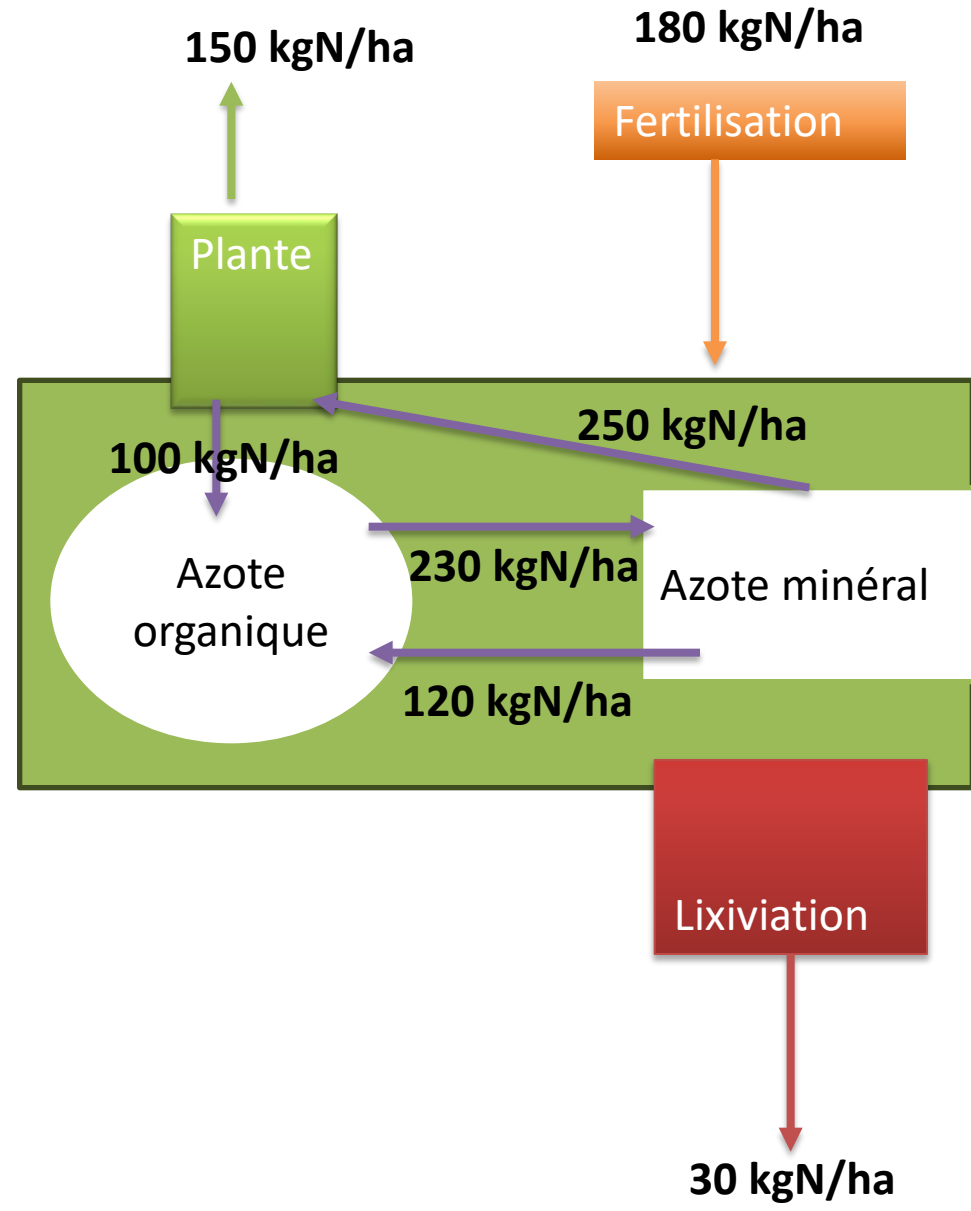 180 kgN/ha
150 kgN/ha
Fertilisation
Plante
250 kgN/ha
100 kgN/ha
Azote
organique
230 kgN/ha
Azote minéral
120 kgN/ha
Lixiviation
30 kgN/ha